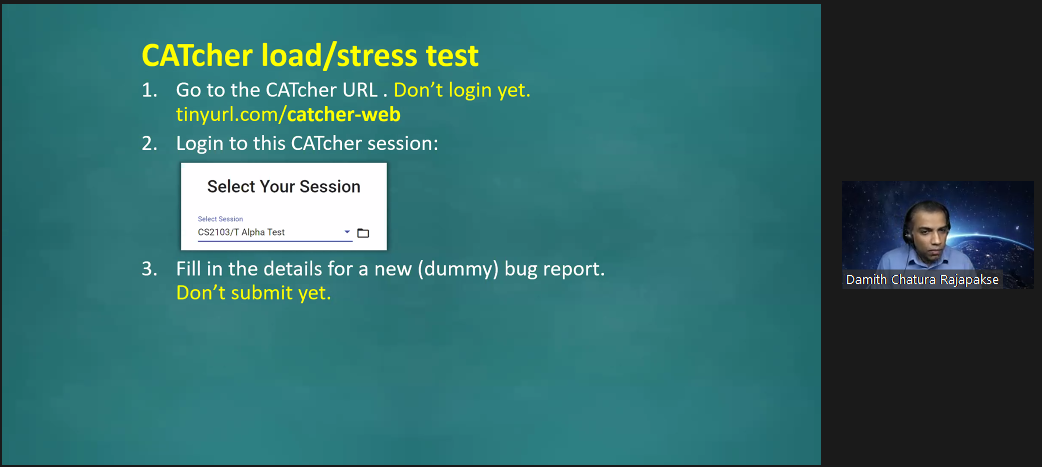 CATcher load/stress test
1. Go to the CATcher URL . Don’t login yet.
tinyurl.com/catcher-web
2. Login to this CATcher session:
Select Your Session
Select Session
CS2103/T Alpha Test
3. Fill in the details for a new (dummy) bug report.
Don’t submit yet.
Damith Chatura Rajapakse